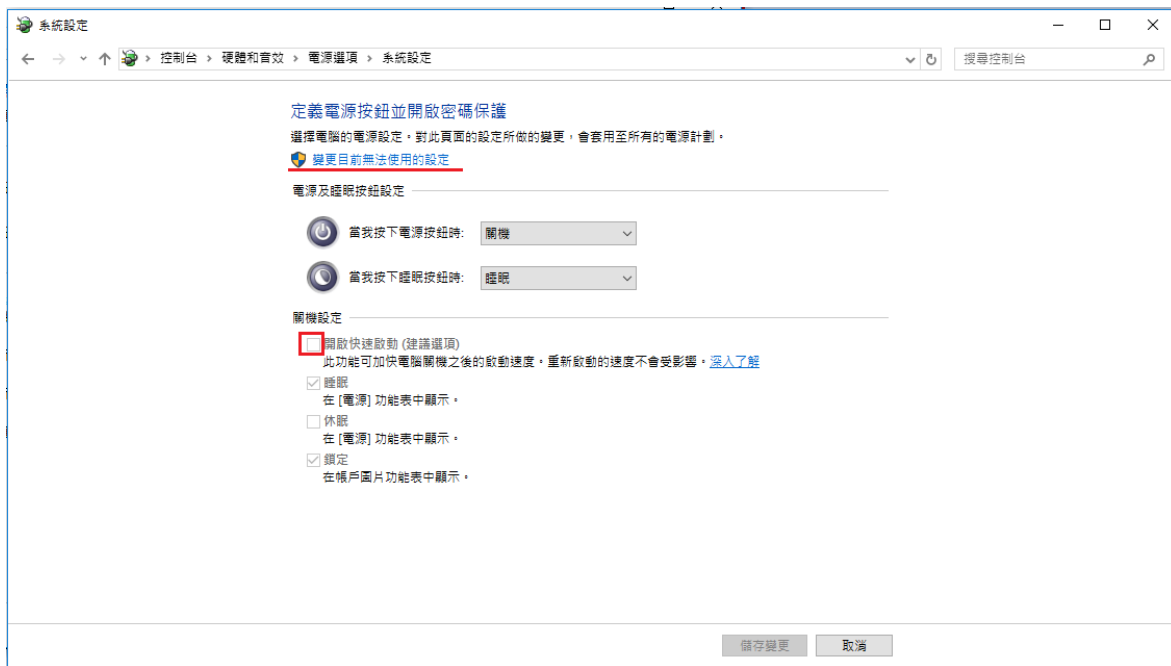 系統設定
控制台 › 硬體和音效 › 電源選項 › 系統設定
搜尋控制台
定義電源按鈕並開啟密碼保護
選擇電腦的電源設定。對此頁面的設定所做的變更，會套用至所有的電源計劃。
變更目前無法使用的設定
電源及睡眠按鈕設定
當我按下電源按鈕時: 關機
當我按下睡眠按鈕時: 睡眠
關機設定
開啟快速啟動 (建議選項)
此功能可加快電腦關機之後的啟動速度。重新啟動的速度不會受影響。深入了解
睡眠
在 [電源] 功能表中顯示。
休眠
在 [電源] 功能表中顯示。
鎖定
在帳戶圖片功能表中顯示。
儲存變更 取消